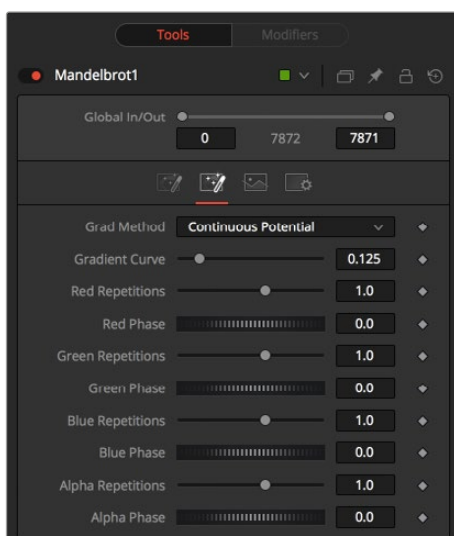 Tools Modifiers
Mandelbrot1
Global In/Out
0 7872 7871
Grad Method Continuous Potential
Gradient Curve 0.125
Red Repetitions 1.0
Red Phase 0.0
Green Repetitions 1.0
Green Phase 0.0
Blue Repetitions 1.0
Blue Phase 0.0
Alpha Repetitions 1.0
Alpha Phase 0.0